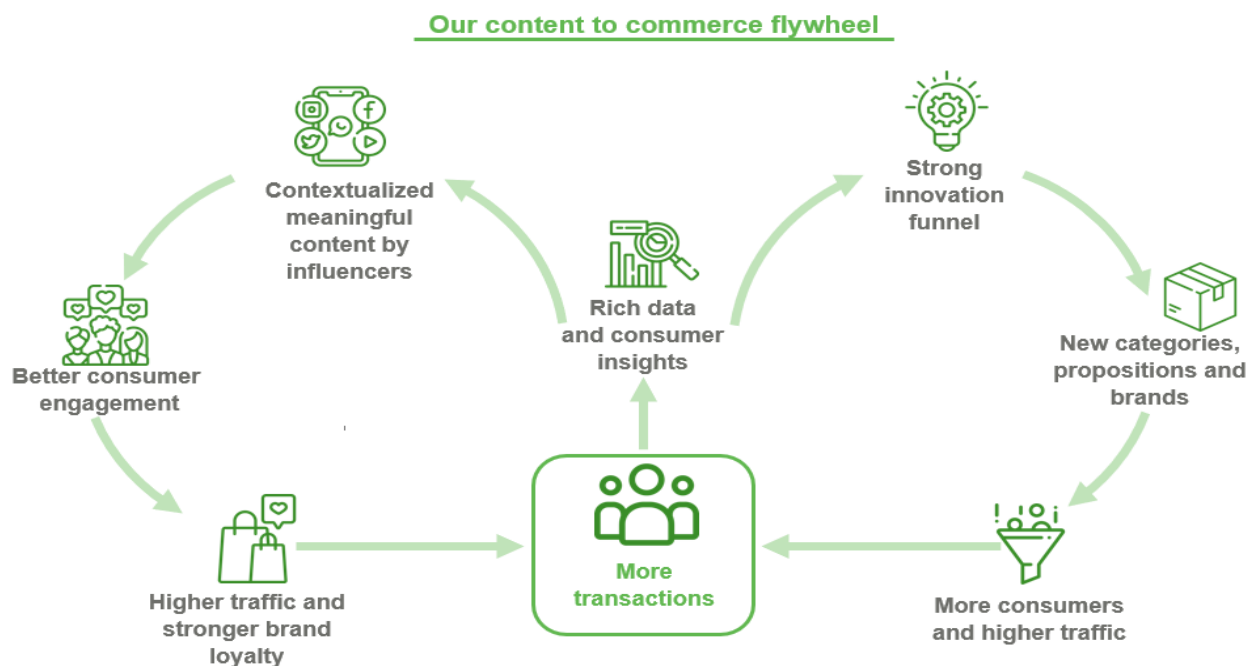 Our content to commerce flywheel
Contextualized
meaningful
content by
influencers
Strong
innovation
funnel
Rich data
and consumer
insights
Better consumer
engagement
New categories,
propositions and
brands
Higher traffic and
stronger brand
loyalty
More
transactions
More consumers
and higher traffic